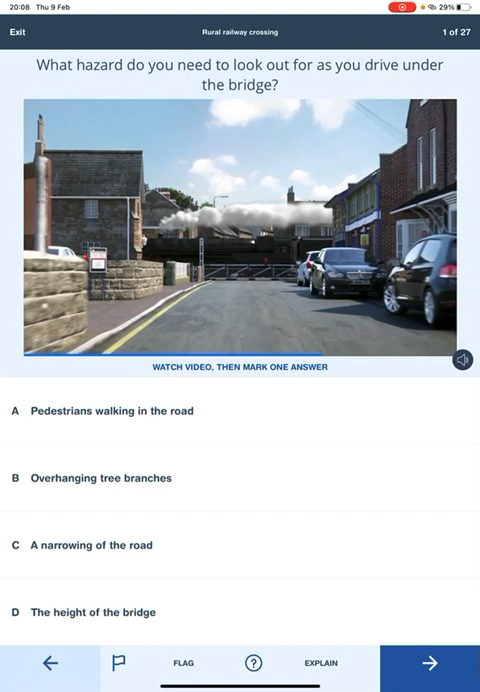 20:08 Thu 9 Feb
29%
Exit
Rural railway crossing
1 of 27
What hazard do you need to look out for as you drive under
the bridge?
WATCH VIDEO, THEN MARK ONE ANSWER
A Pedestrians walking in the road
B Overhanging tree branches
C A narrowing of the road
D The height of the bridge
FLAG
? EXPLAIN